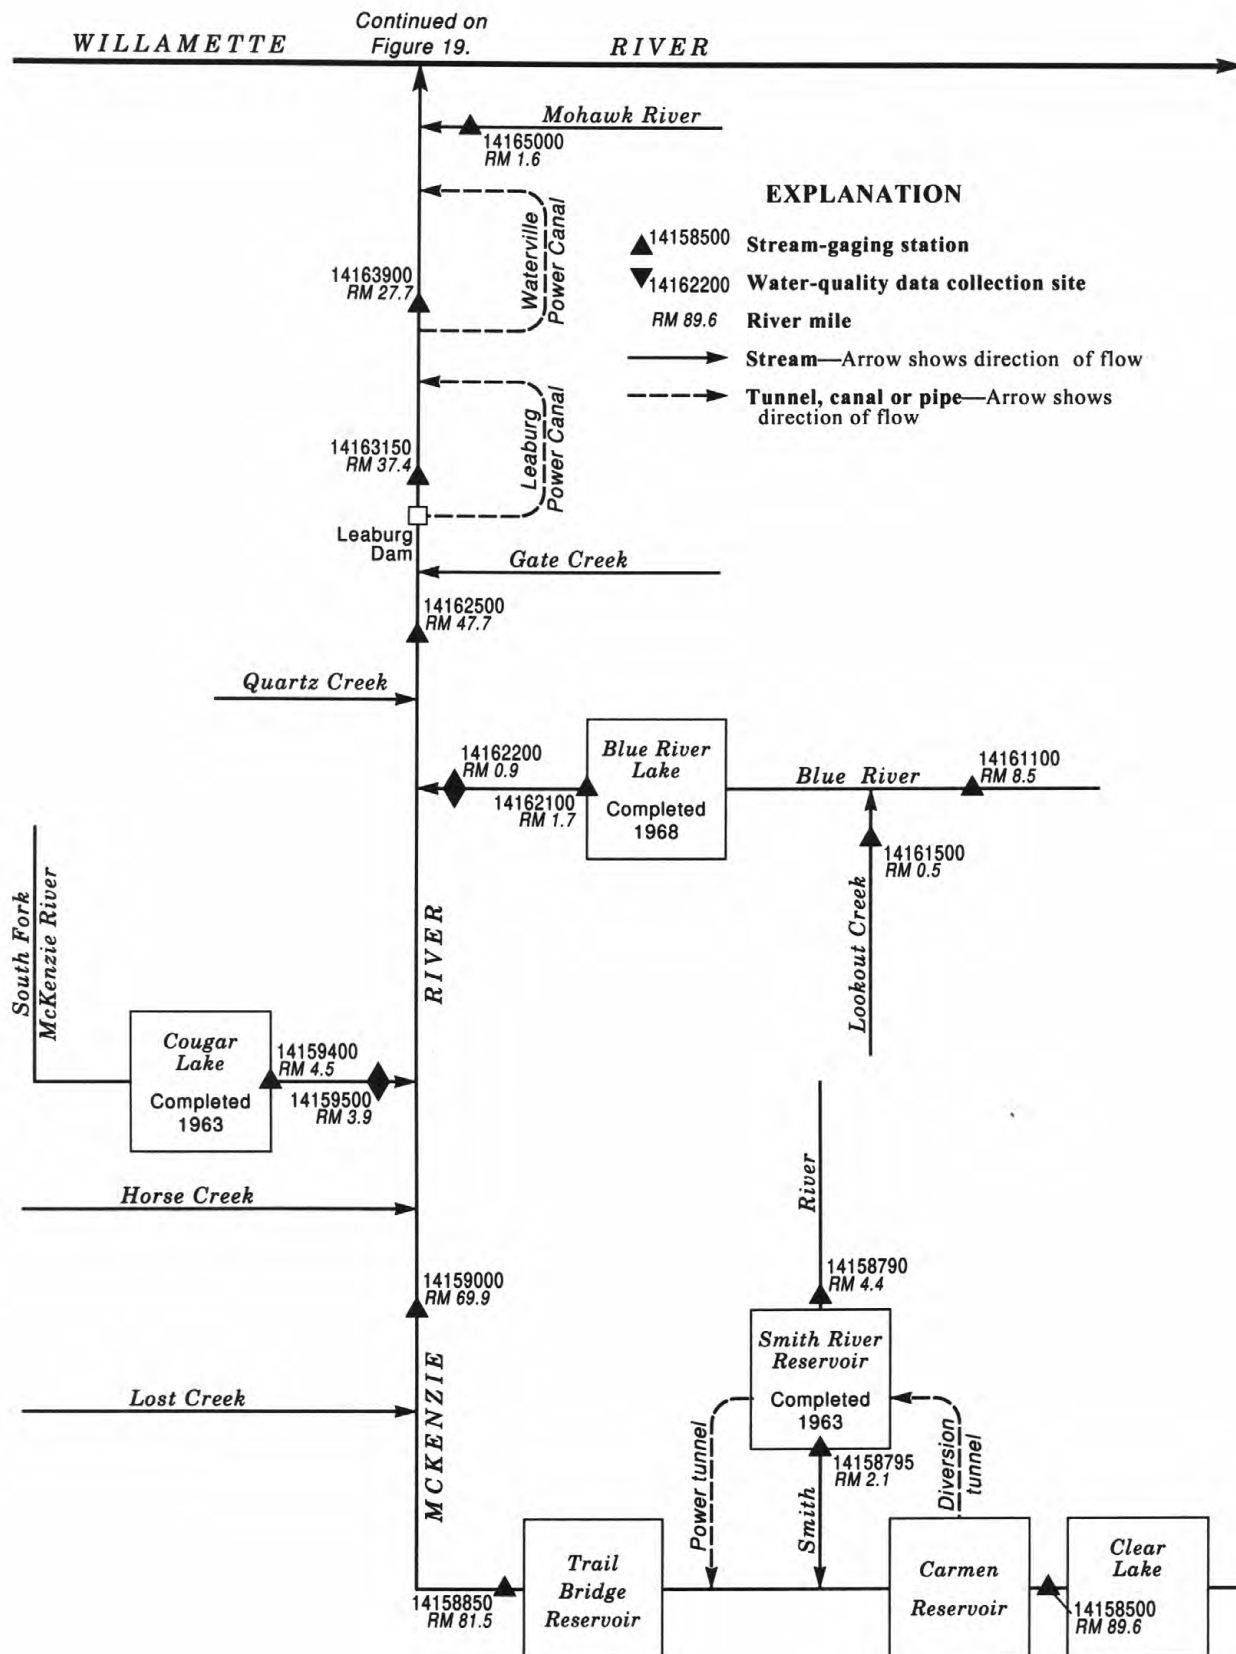 Continued on
Figure 19.
WILLAMETTE RIVER
Mohawk River
14165000
RM 1.6
Waterville
Power Canal
14163900
RM 27.7
EXPLANATION
14158500 Stream-gaging station
14162200 Water-quality data collection site
RM 89.6 River mile
Stream—Arrow shows direction of flow
Tunnel, canal or pipe—Arrow shows
direction of flow
Leaburg
Power Canal
14163150
RM 37.4
Leaburg
Dam
Gate Creek
14162500
RM 47.7
Quartz Creek
14162200
RM 0.9
14162100
RM 1.7
Blue River
Lake
Completed
1968
Blue River
14161100
RM 8.5
14161500
RM 0.5
Lookout Creek
South Fork
McKenzie River
RIVER
Cougar
Lake
Completed
1963
14159400
RM 4.5
14159500
RM 3.9
Horse Creek
River
14158790
RM 4.4
14159000
RM 69.9
Smith River
Reservoir
Completed
1963
MCKENZIE
Lost Creek
Power tunnel
14158795
RM 2.1
Smith
Diversion
tunnel
Trail
Bridge
Reservoir
14158850
RM 81.5
Carmen
Reservoir
Clear
Lake
14158500
RM 89.6